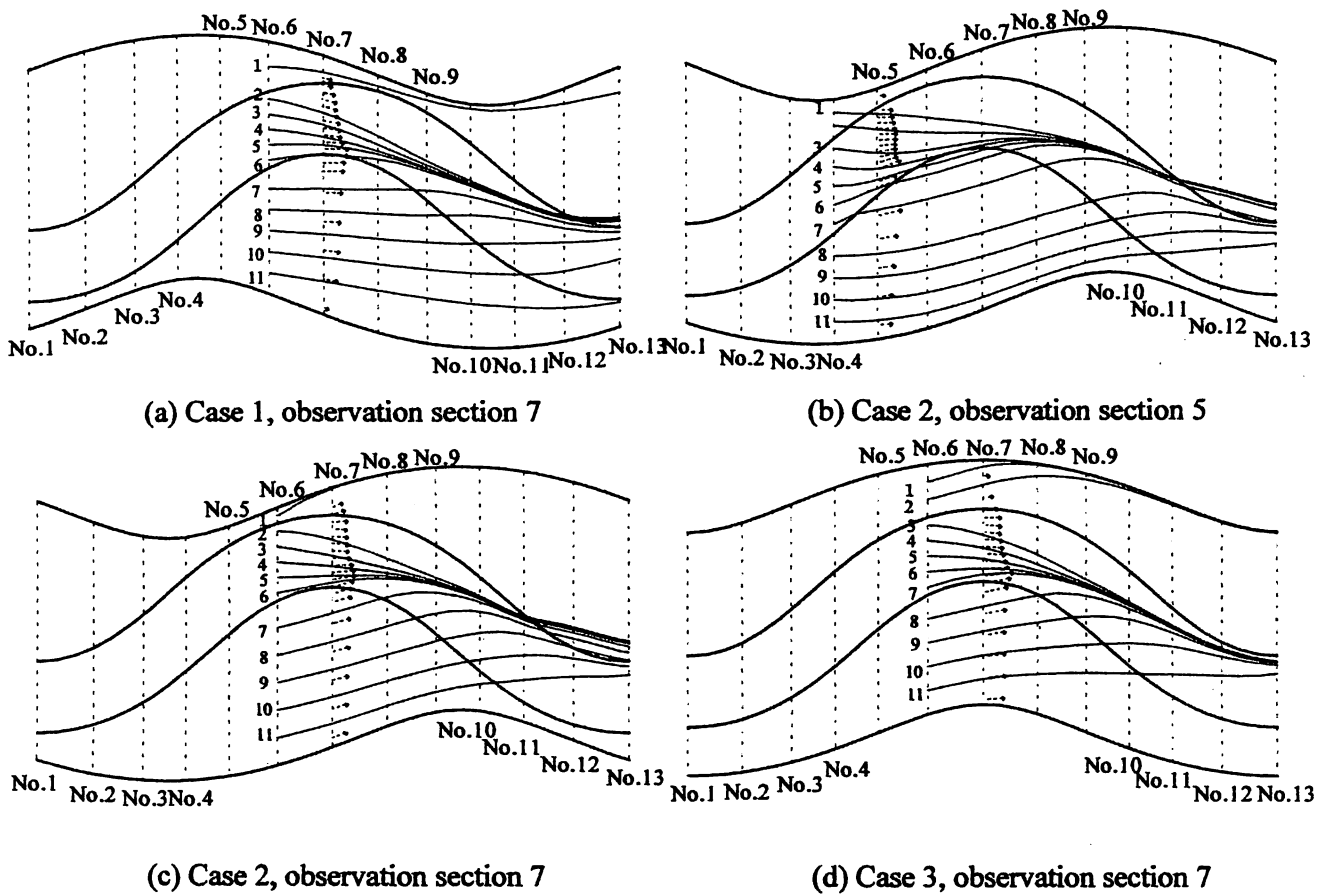 No.5 No.6 No.7 No.8 No.9
1
2
3
4
5
6
7
8
9
10
11
No.1 No.2 No.3 No.4
No.10 No.11 No.12 No.13
(a) Case 1, observation section 7
No.5 No.6 No.7 No.8 No.9
1
3
4
5
6
7
8
9
10
11
No.1 No.2 No.3 No.4
No.10 No.11 No.12 No.13
(b) Case 2, observation section 5
No.5 No.6 No.7 No.8 No.9
1
2
3
4
5
6
7
8
9
10
11
No.1 No.2 No.3 No.4
No.10 No.11 No.12 No.13
(c) Case 2, observation section 7
No.5 No.6 No.7 No.8 No.9
1
2
3
4
5
6
7
8
9
10
11
No.1 No.2 No.3 No.4
No.10 No.11 No.12 No.13
(d) Case 3, observation section 7